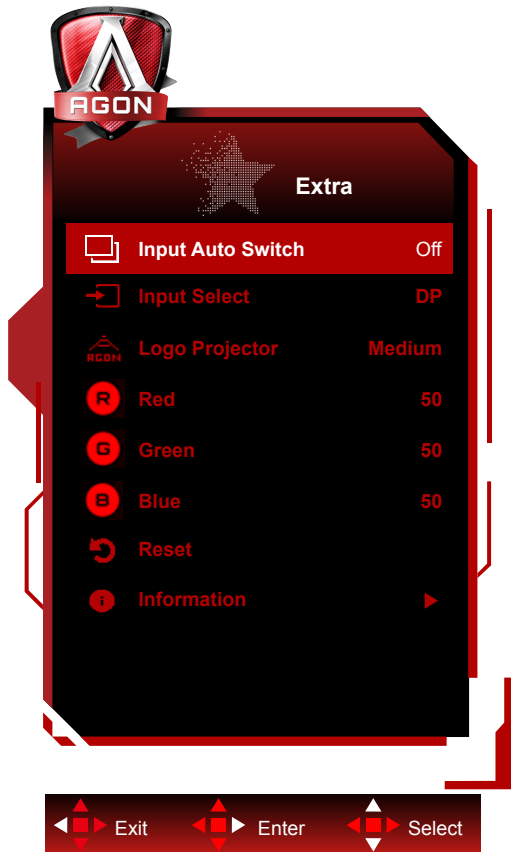 AGON
Extra
Input Auto Switch Off
Input Select DP
AGON Logo Projector Medium
R Red 50
G Green 50
B Blue 50
Reset
i Information
Exit Enter Select